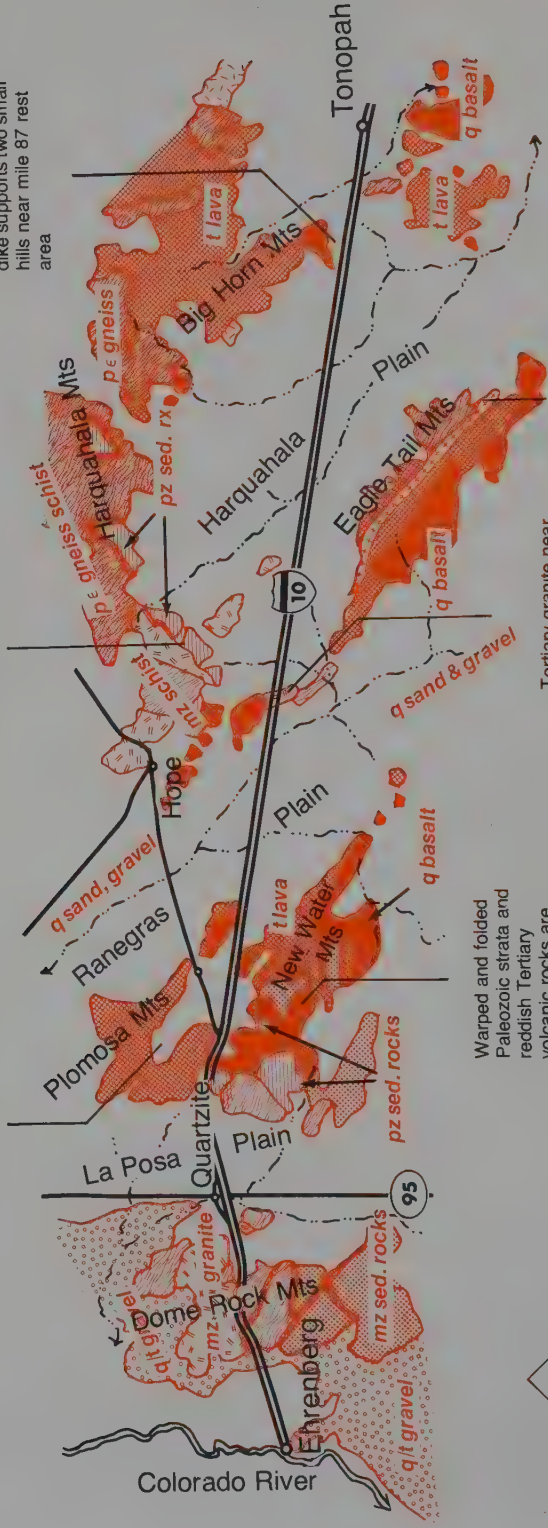 dike supports two small
hills near mile 87 rest
area
Tonopah
q basalt
t lava
t lava
Big Horn Mts
pє gneiss
Harquahala Mts
pє gneiss schist
pz sed. rx
mz schist
Harquahala
Plain
Eagle Tail Mts
q basalt
10
q sand & gravel
Hope
q sand, gravel
Ranegras
Plain
Plomosa Mts
t lava
New Water
Mts
q basalt
pz sed. rocks
Quartzite
La Posa
Plain
95
q/t gravel
mz granite
Dome Rock Mts
mz sed. rocks
Ehrenberg
q/t gravel
Colorado River
Warped and folded
Paleozoic strata and
reddish Tertiary
volcanic rocks are
Tertiary granite near